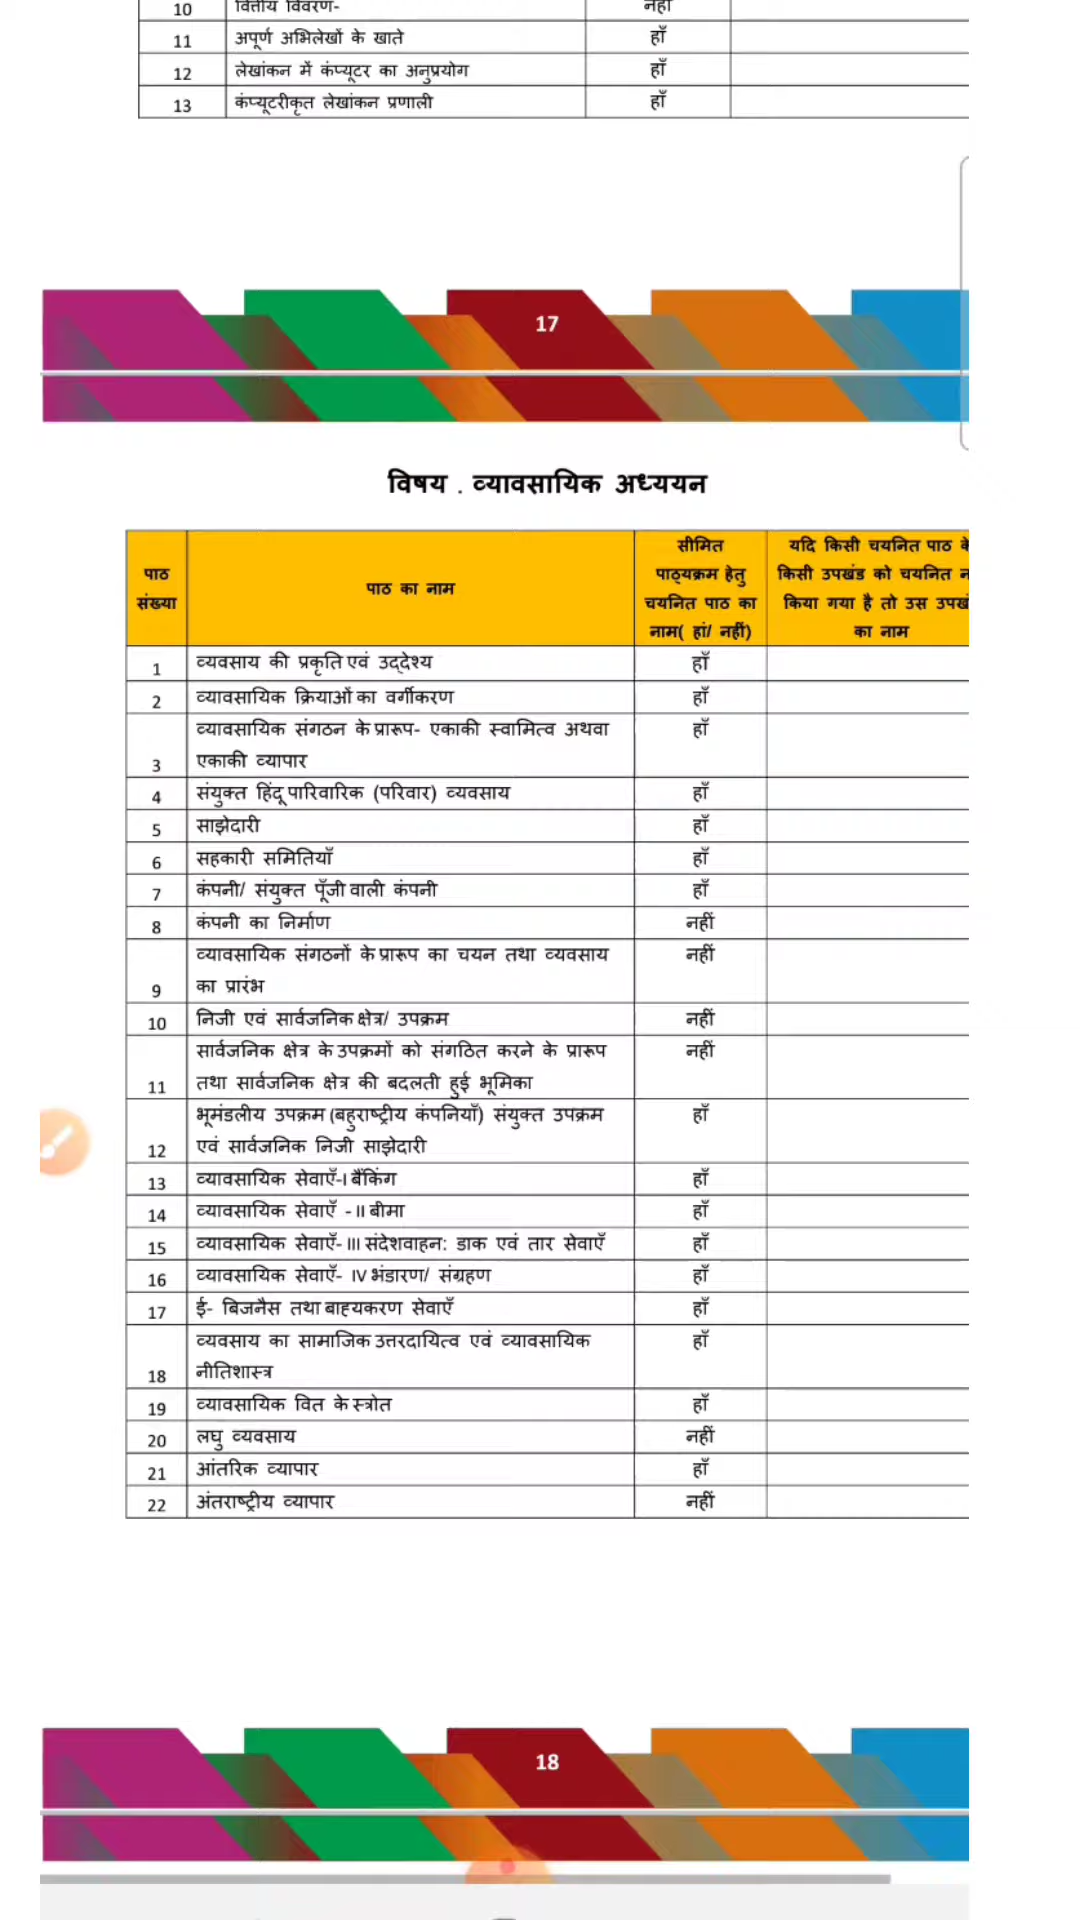 10 वित्तीय विवरण- नहीं
11 अपूर्ण अभिलेखों के खाते हाँ
12 लेखांकन में कंप्यूटर का अनुप्रयोग हाँ
13 कंप्यूटरीकृत लेखांकन प्रणाली हाँ
17
विषय . व्यावसायिक अध्ययन
पाठ संख्या
पाठ का नाम
सीमित
पाठ्यक्रम हेतु
चयनित पाठ का
नाम( हां/ नहीं)
यदि किसी चयनित पाठ के
किसी उपखंड को चयनित
किया गया है तो उस
का नाम
1 व्यवसाय की प्रकृति एवं उद्देश्य हाँ
2 व्यावसायिक क्रियाओं का वर्गीकरण हाँ
व्यावसायिक संगठन के प्रारूप- एकाकी स्वामित्व अथवा हाँ
3 एकाकी व्यापार
4 संयुक्त हिंदू पारिवारिक (परिवार) व्यवसाय हाँ
5 साझेदारी हाँ
6 सहकारी समितियाँ हाँ
7 कंपनी/ संयुक्त पूँजी वाली कंपनी हाँ
8 कंपनी का निर्माण नहीं
व्यावसायिक संगठनों के प्रारूप का चयन तथा व्यवसाय नहीं
9 का प्रारंभ
10 निजी एवं सार्वजनिक क्षेत्र/ उपक्रम नहीं
सार्वजनिक क्षेत्र के उपक्रमों को संगठित करने के प्रारूप नहीं
11 तथा सार्वजनिक क्षेत्र की बदलती हुई भूमिका
भूमंडलीय उपक्रम (बहुराष्ट्रीय कंपनियाँ) संयुक्त उपक्रम हाँ
12 एवं सार्वजनिक निजी साझेदारी
13 व्यावसायिक सेवाएँ-I बैंकिंग हाँ
14 व्यावसायिक सेवाएँ - II बीमा हाँ
15 व्यावसायिक सेवाएँ- III संदेशवाहन: डाक एवं तार सेवाएँ हाँ
16 व्यावसायिक सेवाएँ- IV भंडारण/ संग्रहण हाँ
17 ई- बिजनैस तथा बाह्यकरण सेवाएँ हाँ
व्यवसाय का सामाजिक उत्तरदायित्व एवं व्यावसायिक हाँ
18 नीतिशास्त्र
19 व्यावसायिक वित के स्त्रोत हाँ
20 लघु व्यवसाय नहीं
21 आंतरिक व्यापार हाँ
22 अंतराष्ट्रीय व्यापार नहीं
18